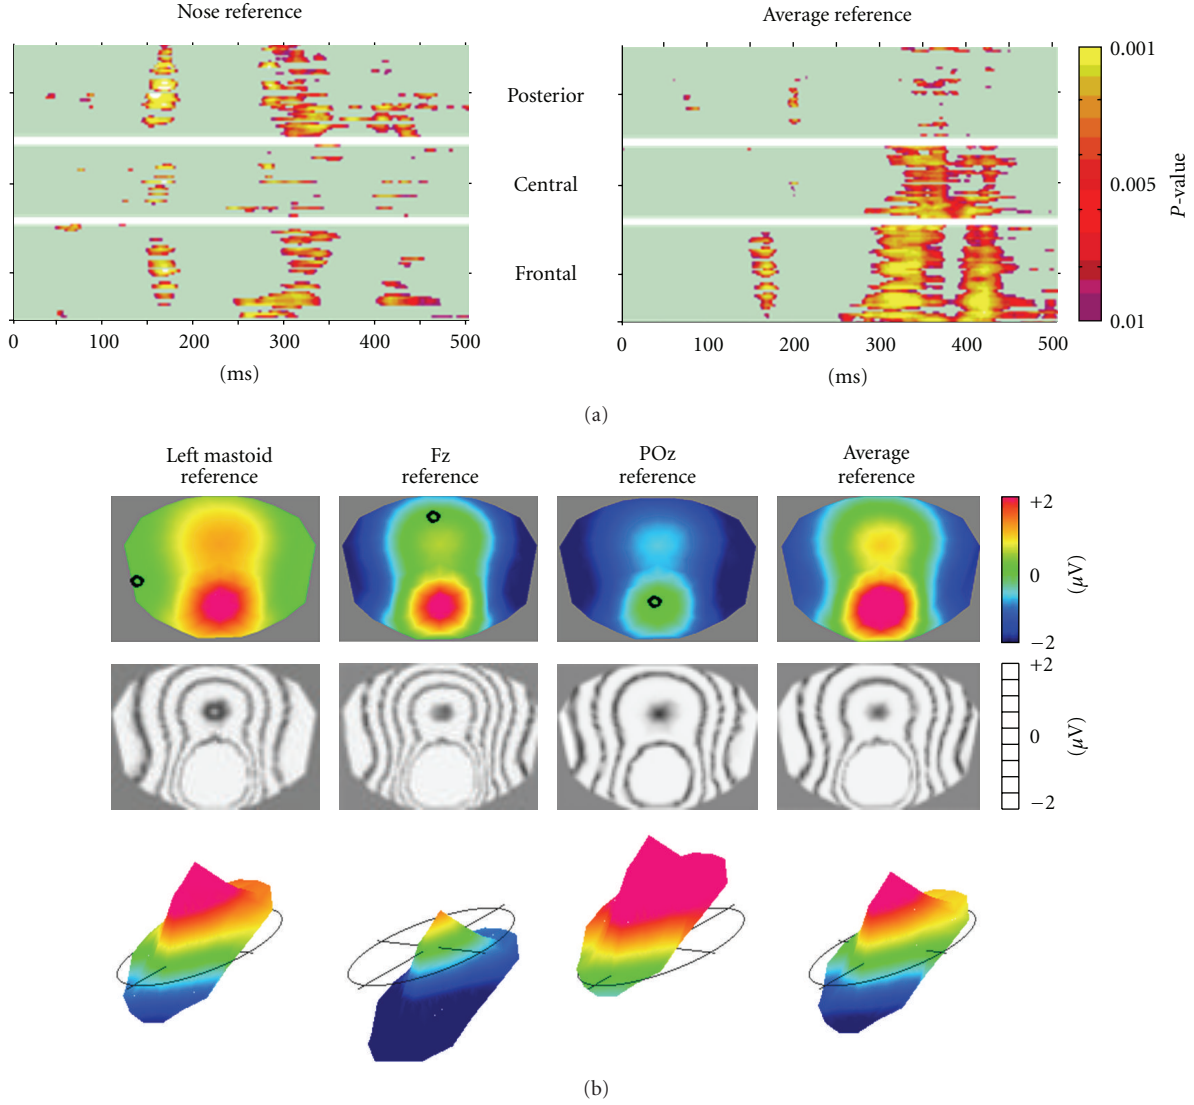 Nose reference
Average reference
Posterior
Central
Frontal
0.001
0.005
0.01
P-value
0 100 200 300 400 500
(ms)
0 100 200 300 400 500
(ms)
(a)
Left mastoid
reference
Fz
reference
POz
reference
Average
reference
+2
0
−2
(μV)
+2
0
−2
(μV)
(b)